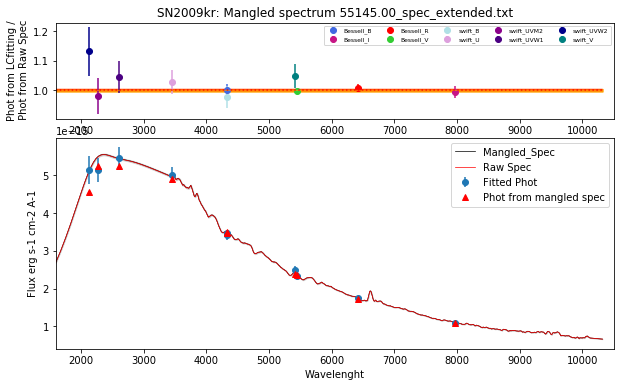 SN2009kr: Mangled spectrum 55145.00_spec_extended.txt
Phot from LCfitting /
Phot from Raw Spec
1.2
1.1
1.0
Bessell_B Bessell_R swift_B swift_UVM2 swift_UVW2
Bessell_I Bessell_V swift_U swift_UVW1 swift_V
2000 3000 4000 5000 6000 7000 8000 9000 10000
Flux erg s-1 cm-2 A-1
5
4
3
2
1
Mangled_Spec
Raw Spec
Fitted Phot
Phot from mangled spec
2000 3000 4000 5000 6000 7000 8000 9000 10000
Wavelenght